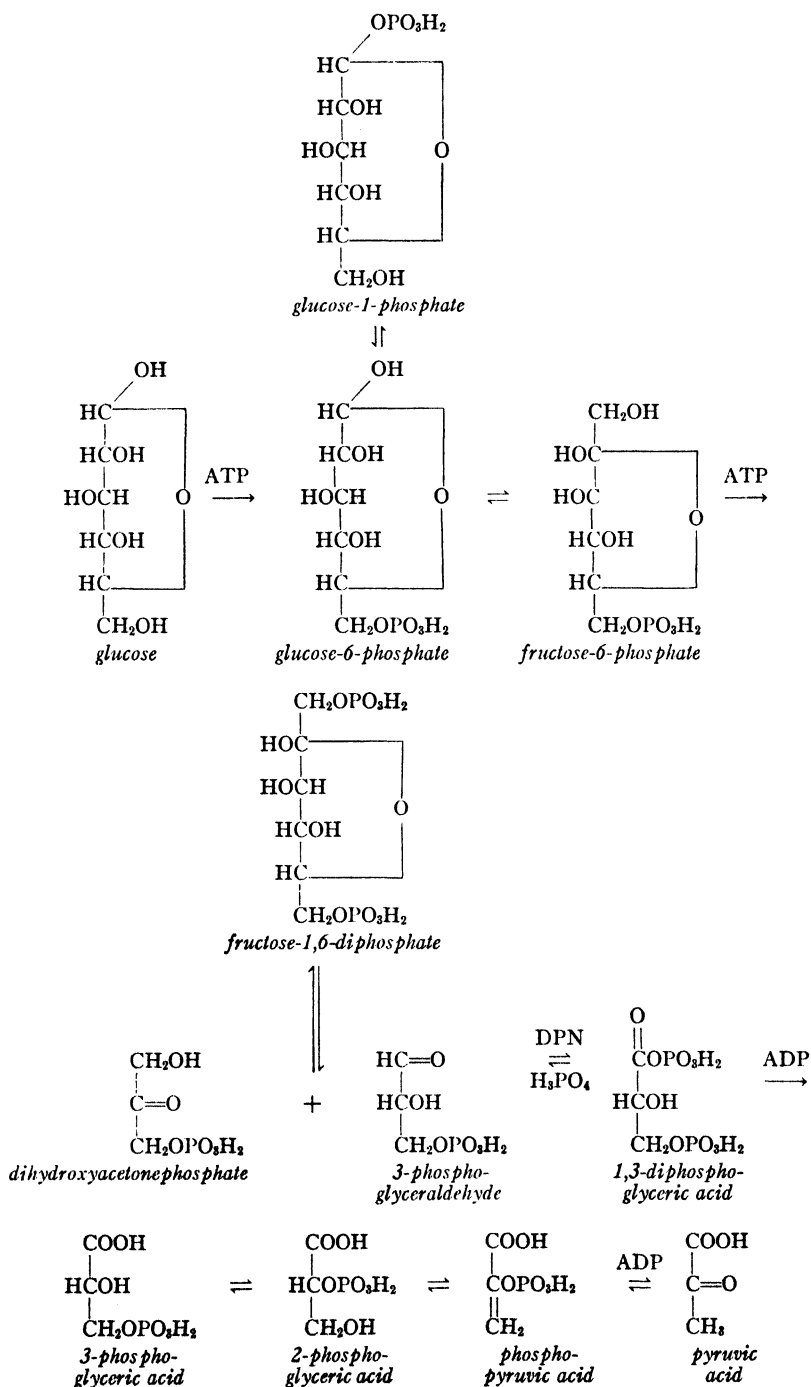 OPO₃H₂
HC
HCOH
HOCH O
HCOH
HC
CH₂OH
glucose-1-phosphate
⇌
OH OH CH₂OH
HC HC HOC
HCOH HCOH HOC
HOCH O ATP → HOCH O ⇌ HCOH O ATP →
HCOH HCOH HC
HC HC CH₂OPO₃H₂
CH₂OH CH₂OPO₃H₂
glucose glucose-6-phosphate fructose-6-phosphate
CH₂OPO₃H₂
HOC
HOCH
O
HCOH
HC
CH₂OPO₃H₂
fructose-1,6-diphosphate
CH₂OH
C=O
CH₂OPO₃H₂
dihydroxyacetonephosphate
+
HC=O
HCOH
CH₂OPO₃H₂
3-phospho-
glyceraldehyde
DPN
⇌
H₃PO₄
O
COPO₃H₂
HCOH
CH₂OPO₃H₂
1,3-diphospho-
glyceric acid
ADP
→
COOH
HCOH
CH₂OPO₃H₂
3-phospho-
glyceric acid
⇌
COOH
HCOPO₃H₂
CH₂OH
2-phospho-
glyceric acid
⇌
COOH
COPO₃H₂
CH₂
phospho-
pyruvic acid
ADP
⇌
COOH
C=O
CH₃
pyruvic
acid